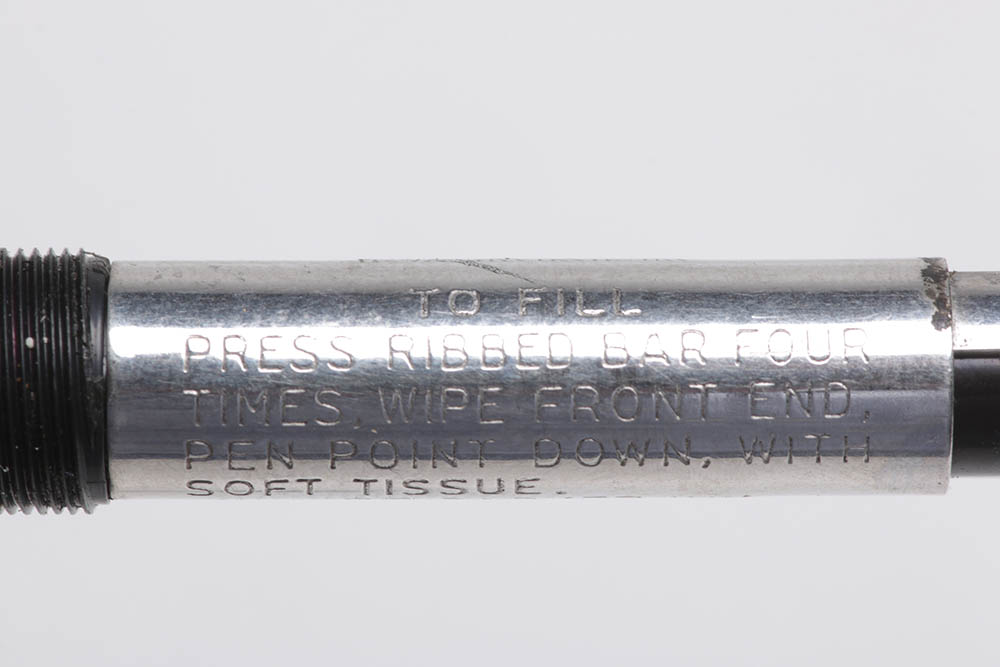 TO FILL
PRESS RIBBED BAR FOUR
TIMES, WIPE FRONT END,
PEN POINT DOWN, WITH
SOFT TISSUE.